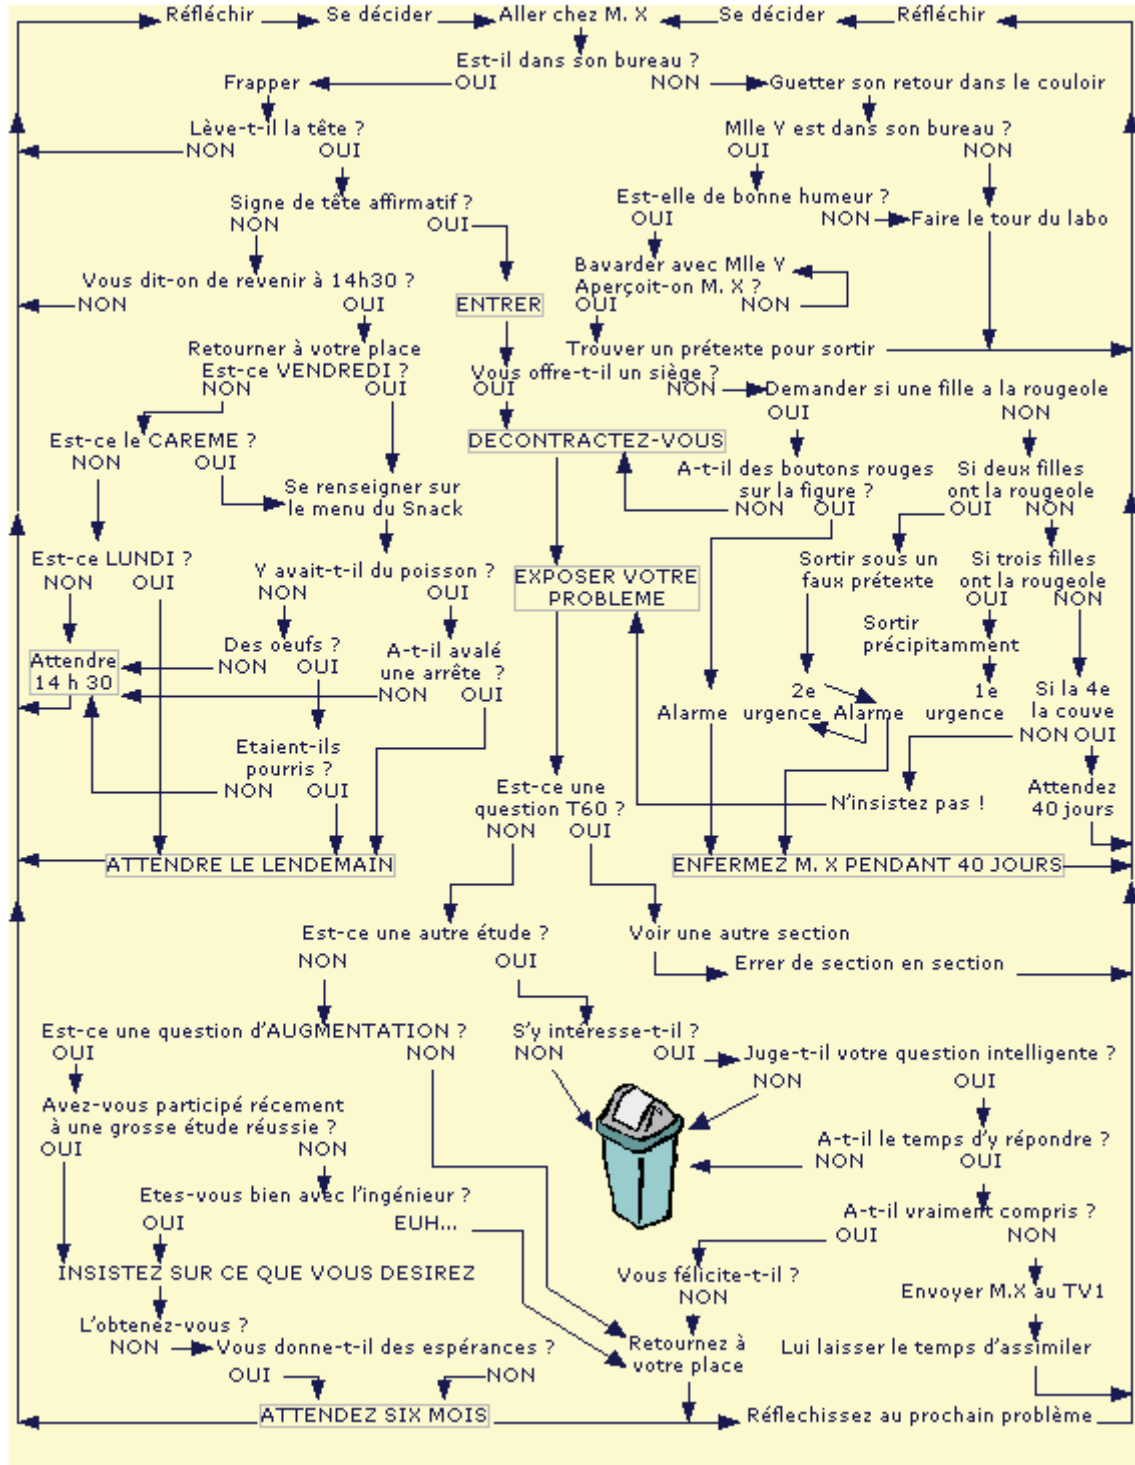 Réfléchir Se décider Aller chez M. X Se décider Réfléchir
Est-il dans son bureau ?
Frapper OUI NON Guetter son retour dans le couloir
Lève-t-il la tête ? Mlle Y est dans son bureau ?
NON OUI OUI NON
Signe de tête affirmatif ? Est-elle de bonne humeur ?
NON OUI OUI NON Faire le tour du labo
Vous dit-on de revenir à 14h30 ? Bavarder avec Mlle Y
Aperçoit-on M. X ?
NON OUI ENTRER OUI NON
Retourner à votre place Trouver un prétexte pour sortir
Est-ce VENDREDI ? Vous offre-t-il un siège ?
NON OUI OUI NON Demander si une fille a la rougeole
OUI NON
Est-ce le CAREME ? DECONTRACTEZ-VOUS
NON OUI A-t-il des boutons rouges Si deux filles
Se renseigner sur sur la figure ? ont la rougeole
le menu du Snack NON OUI OUI NON
Est-ce LUNDI ? Sortir sous un Si trois filles
NON OUI Y avait-t-il du poisson ? EXPOSER VOTRE faux prétexte ont la rougeole
NON OUI PROBLEME OUI NON
Des oeufs ? A-t-il avalé Sortir
Attendre NON OUI une arrête ? précipitamment
14 h 30 NON OUI 2e 1e Si la 4e
Alarme urgence Alarme urgence la couve
Etaient-ils NON OUI
pourris ? Est-ce une Attendez
NON OUI question T60 ? N'insistez pas ! 40 jours
NON OUI
ATTENDRE LE LENDEMAIN ENFERMEZ M. X PENDANT 40 JOURS
Est-ce une autre étude ? Voir une autre section
NON OUI Errer de section en section
Est-ce une question d'AUGMENTATION ? S'y intéresse-t-il ?
OUI NON NON OUI Juge-t-il votre question intelligente ?
NON OUI
Avez-vous participé récement
à une grosse étude réussie ? A-t-il le temps d'y répondre ?
OUI NON NON OUI
Etes-vous bien avec l'ingénieur ? A-t-il vraiment compris ?
OUI EUH... OUI NON
INSISTEZ SUR CE QUE VOUS DESIREZ Vous félicite-t-il ?
NON Envoyer M.X au TV1
L'obtenez-vous ?
NON Vous donne-t-il des espérances ? Retournez à Lui laisser le temps d'assimiler
OUI NON votre place
ATTENDEZ SIX MOIS Réflechissez au prochain problème